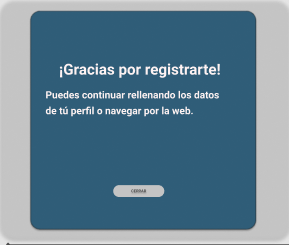 ¡Gracias por registrarte!
Puedes continuar rellenando los datos
de tú perfil o navegar por la web.
CERRAR